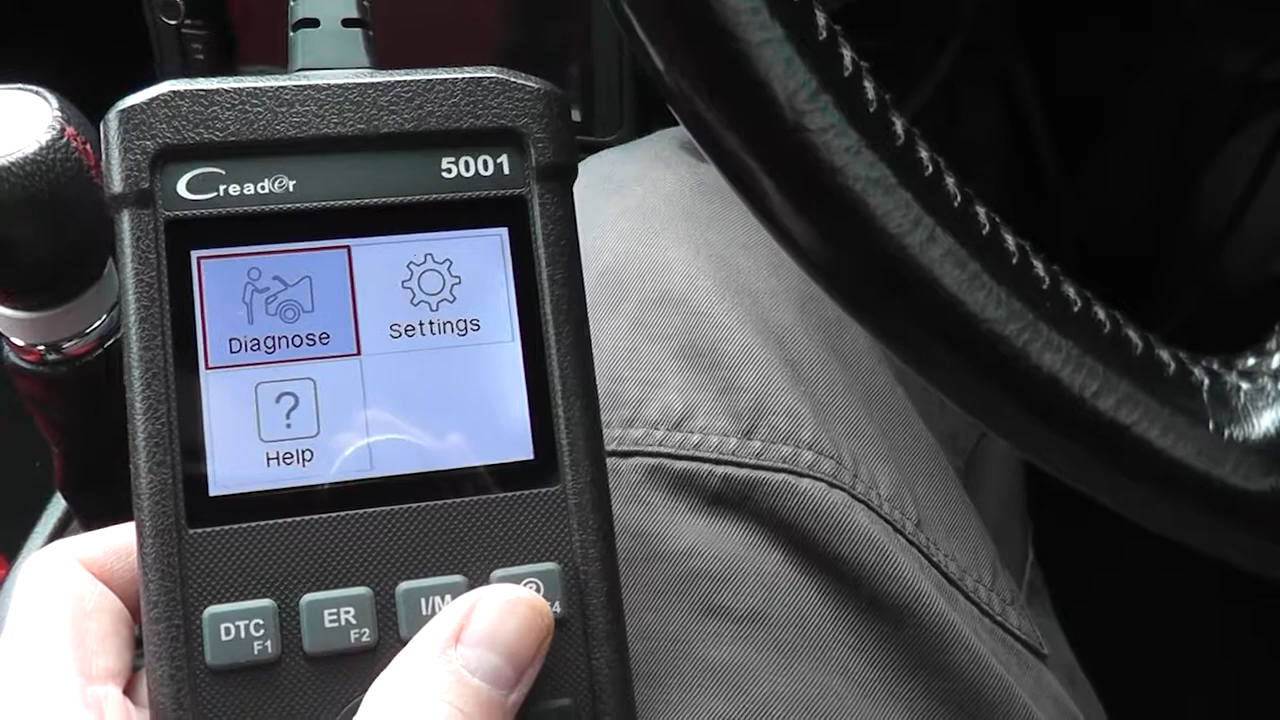 Creader 5001
Diagnose
Settings
?
Help
DTC F1
ER F2
I/M